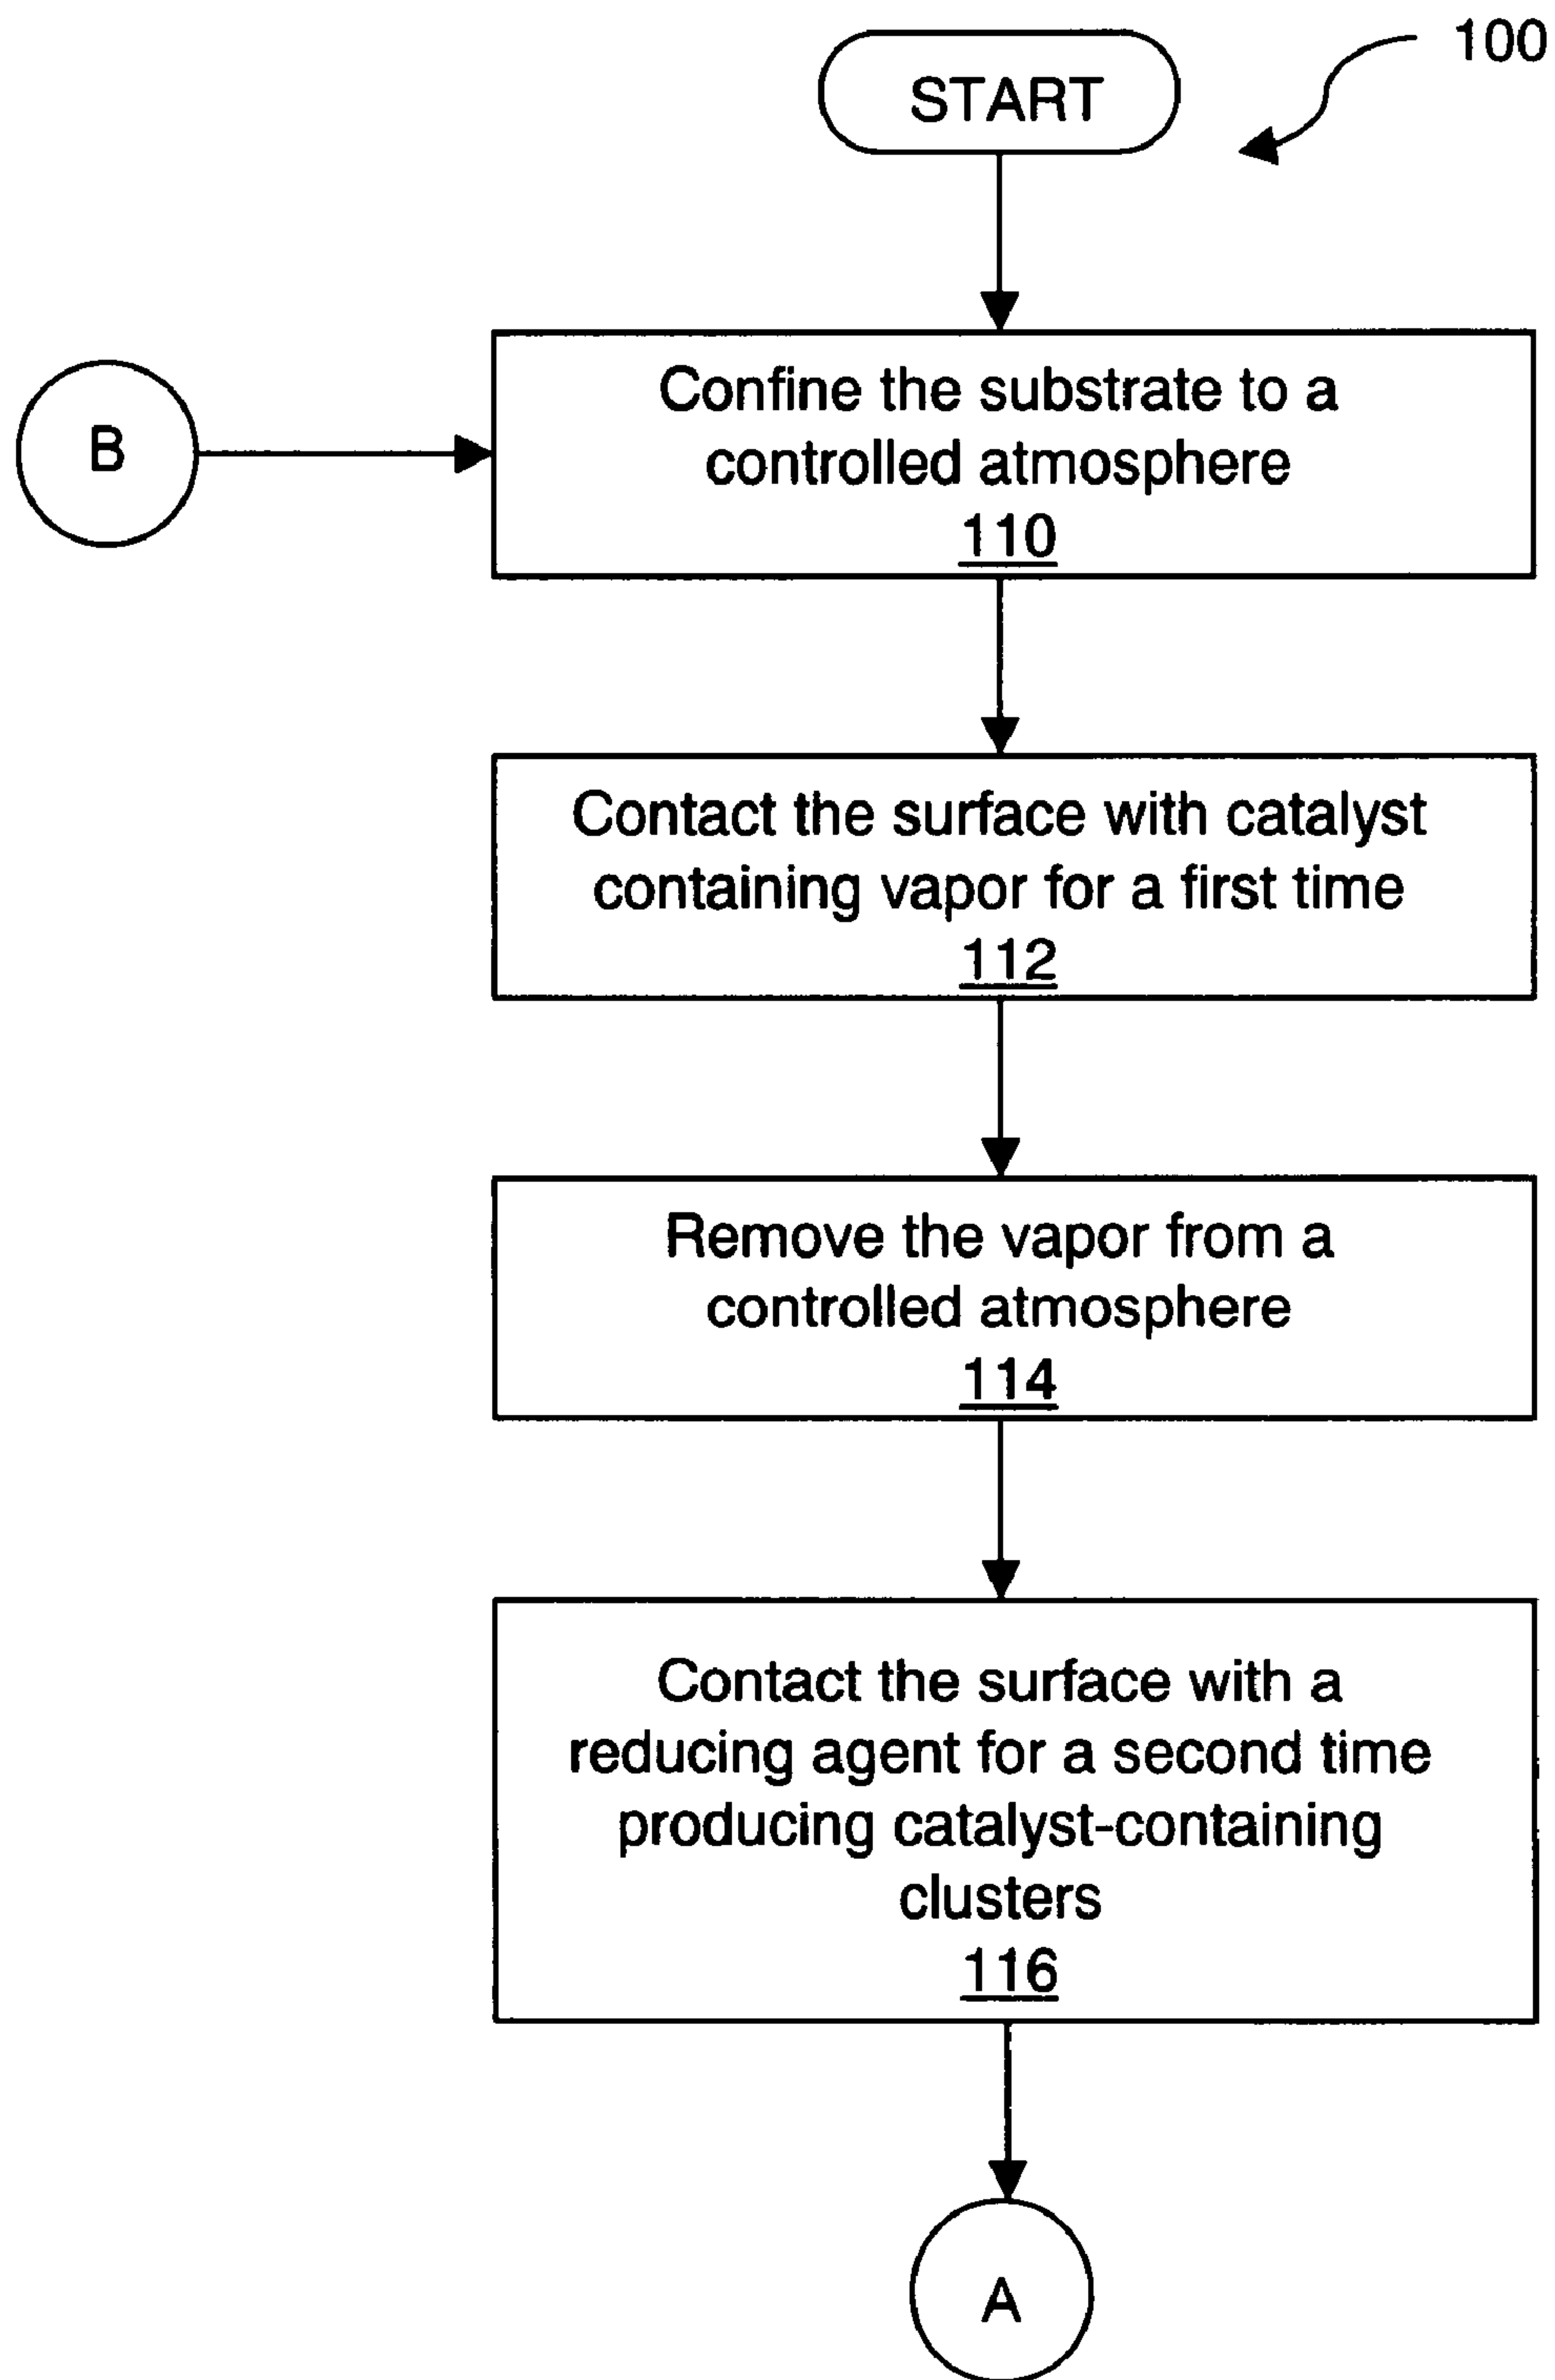 100
START
B
Confine the substrate to a
controlled atmosphere
110
Contact the surface with catalyst
containing vapor for a first time
112
Remove the vapor from a
controlled atmosphere
114
Contact the surface with a
reducing agent for a second time
producing catalyst-containing
clusters
116
A